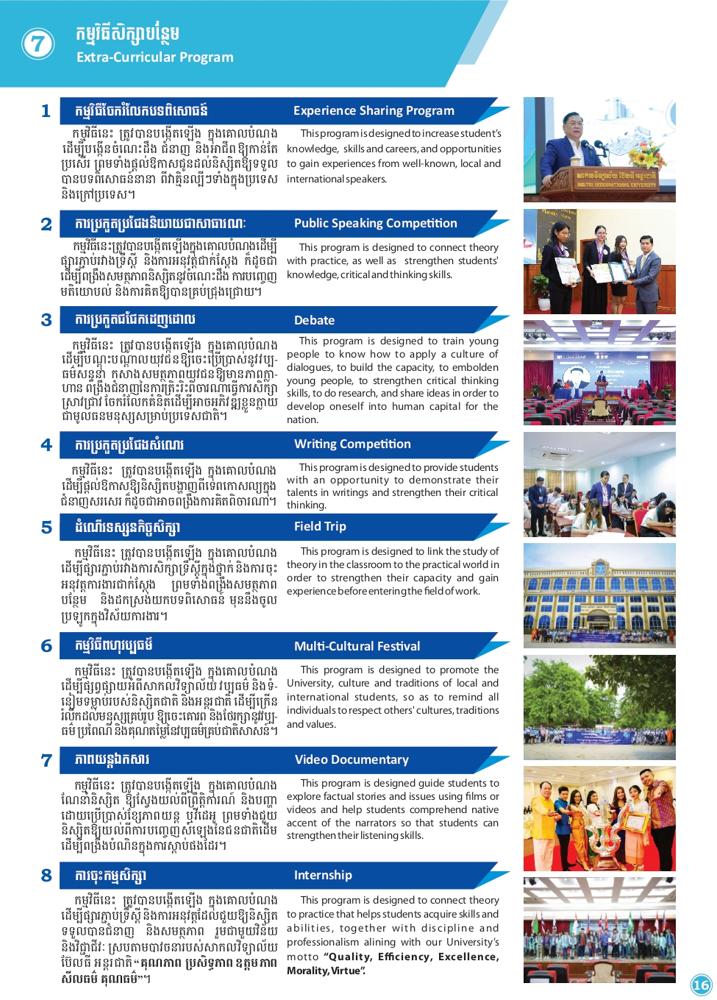 7
កម្មវិធីសិក្សាបន្ថែម
Extra-Curricular Program
1 កម្មវិធីចែករំលែកបទពិសោធន៍ Experience Sharing Program
កម្មវិធីនេះ ត្រូវបានបង្កើតឡើង ក្នុងគោលបំណង
ដើម្បីបង្កើនចំណេះដឹង ជំនាញ និងអាជីព ឱ្យកាន់តែ
ប្រសើរ ព្រមទាំងផ្តល់ឱកាសជូនដល់និស្សិតឱ្យទទួល
បានបទពិសោធន៍នានា ពីវាគ្មិនល្បីៗទាំងក្នុងប្រទេស
និងក្រៅប្រទេស។
This program is designed to increase student's
knowledge, skills and careers, and opportunities
to gain experiences from well-known, local and
international speakers.
2 ការប្រកួតប្រជែងនិយាយជាសាធារណៈ Public Speaking Competition
កម្មវិធីនេះត្រូវបានបង្កើតឡើងក្នុងគោលបំណងដើម្បី
ផ្សារភ្ជាប់រវាងទ្រឹស្តី និងការអនុវត្តជាក់ស្តែង ក៏ដូចជា
ដើម្បីពង្រឹងសមត្ថភាពនិស្សិតនូវចំណេះដឹង ការបញ្ចេញ
មតិយោបល់ និងការគិតឱ្យបានគ្រប់ជ្រុងជ្រោយ។
This program is designed to connect theory
with practice, as well as strengthen students'
knowledge, critical and thinking skills.
3 ការប្រកួតជជែកដេញដោល Debate
កម្មវិធីនេះ ត្រូវបានបង្កើតឡើង ក្នុងគោលបំណង
ដើម្បីបណ្តុះបណ្តាលយុវជនឱ្យចេះប្រើប្រាស់នូវវប្ប-
ធម៌សន្ទនា កសាងសមត្ថភាពយុវជនឱ្យមានភាពក្លា-
ហាន ពង្រឹងជំនាញនៃការត្រិះរិះពិចារណាធ្វើការសិក្សា
ស្រាវជ្រាវ ចែករំលែកគំនិតដើម្បីអាចអភិវឌ្ឍខ្លួនក្លាយ
ជាមូលធនមនុស្សសម្រាប់ប្រទេសជាតិ។
This program is designed to train young
people to know how to apply a culture of
dialogues, to build the capacity, to embolden
young people, to strengthen critical thinking
skills, to do research, and share ideas in order to
develop oneself into human capital for the
nation.
4 ការប្រកួតប្រជែងសំណេរ Writing Competition
កម្មវិធីនេះ ត្រូវបានបង្កើតឡើង ក្នុងគោលបំណង
ដើម្បីផ្តល់ឱកាសឱ្យនិស្សិតបង្ហាញពីទេពកោសល្យក្នុង
ជំនាញសរសេរ ក៏ដូចជាអាចពង្រឹងការគិតពិចារណា។
This program is designed to provide students
with an opportunity to demonstrate their
talents in writings and strengthen their critical
thinking.
5 ដំណើរទស្សនកិច្ចសិក្សា Field Trip
កម្មវិធីនេះ ត្រូវបានបង្កើតឡើង ក្នុងគោលបំណង
ដើម្បីផ្សារភ្ជាប់រវាងការសិក្សាទ្រឹស្តីក្នុងថ្នាក់ និងការចុះ
អនុវត្តការងារជាក់ស្តែង ព្រមទាំងពង្រឹងសមត្ថភាព
បន្ថែម និងដកស្រង់យកបទពិសោធន៍ មុននឹងចូល
ប្រឡូកក្នុងវិស័យការងារ។
This program is designed to link the study of
theory in the classroom to the practical world in
order to strengthen their capacity and gain
experience before entering the field of work.
6 កម្មវិធីពហុវប្បធម៌ Multi-Cultural Festival
កម្មវិធីនេះ ត្រូវបានបង្កើតឡើង ក្នុងគោលបំណង
ដើម្បីផ្សព្វផ្សាយអំពីសាកលវិទ្យាល័យ វប្បធម៌ និងទំ-
នៀមទម្លាប់របស់និស្សិតជាតិ និងអន្តរជាតិ ដើម្បីក្រើន
រំលឹកដល់មនុស្សគ្រប់រូប ឱ្យចេះគោរព និងថែរក្សានូវវប្ប-
ធម៌ ប្រពៃណី និងគុណតម្លៃនៃវប្បធម៌គ្រប់ជាតិសាសន៍។
This program is designed to promote the
University, culture and traditions of local and
international students, so as to remind all
individuals to respect others' cultures, traditions
and values.
7 ភាពយន្តឯកសារ Video Documentary
កម្មវិធីនេះ ត្រូវបានបង្កើតឡើង ក្នុងគោលបំណង
ណែនាំនិស្សិត ឱ្យស្វែងយល់ពីព្រឹត្តិការណ៍ និងបញ្ហា
ដោយប្រើប្រាស់ខ្សែភាពយន្ត ឬវីដេអូ ព្រមទាំងជួយ
និស្សិតឱ្យយល់ពីការបញ្ចេញសំឡេងនៃជនជាតិដើម
ដើម្បីពង្រឹងបំណិនក្នុងការស្តាប់ផងដែរ។
This program is designed guide students to
explore factual stories and issues using films or
videos and help students comprehend native
accent of the narrators so that students can
strengthen their listening skills.
8 ការចុះកម្មសិក្សា Internship
កម្មវិធីនេះ ត្រូវបានបង្កើតឡើង ក្នុងគោលបំណង
ដើម្បីផ្សារភ្ជាប់ទ្រឹស្តី និងការអនុវត្តដែលជួយឱ្យនិស្សិត
ទទួលបានជំនាញ និងសមត្ថភាព រួមជាមួយវិន័យ
និងវិជ្ជាជីវៈ ស្របតាមបាវចនារបស់សាកលវិទ្យាល័យ
ប៊ែលធី អន្តរជាតិ “គុណភាព ប្រសិទ្ធភាព ឧត្តមភាព
សីលធម៌ គុណធម៌”។
This program is designed to connect theory
to practice that helps students acquire skills and
abilities, together with discipline and
professionalism alining with our University's
motto “Quality, Efficiency, Excellence,
Morality, Virtue”.
16